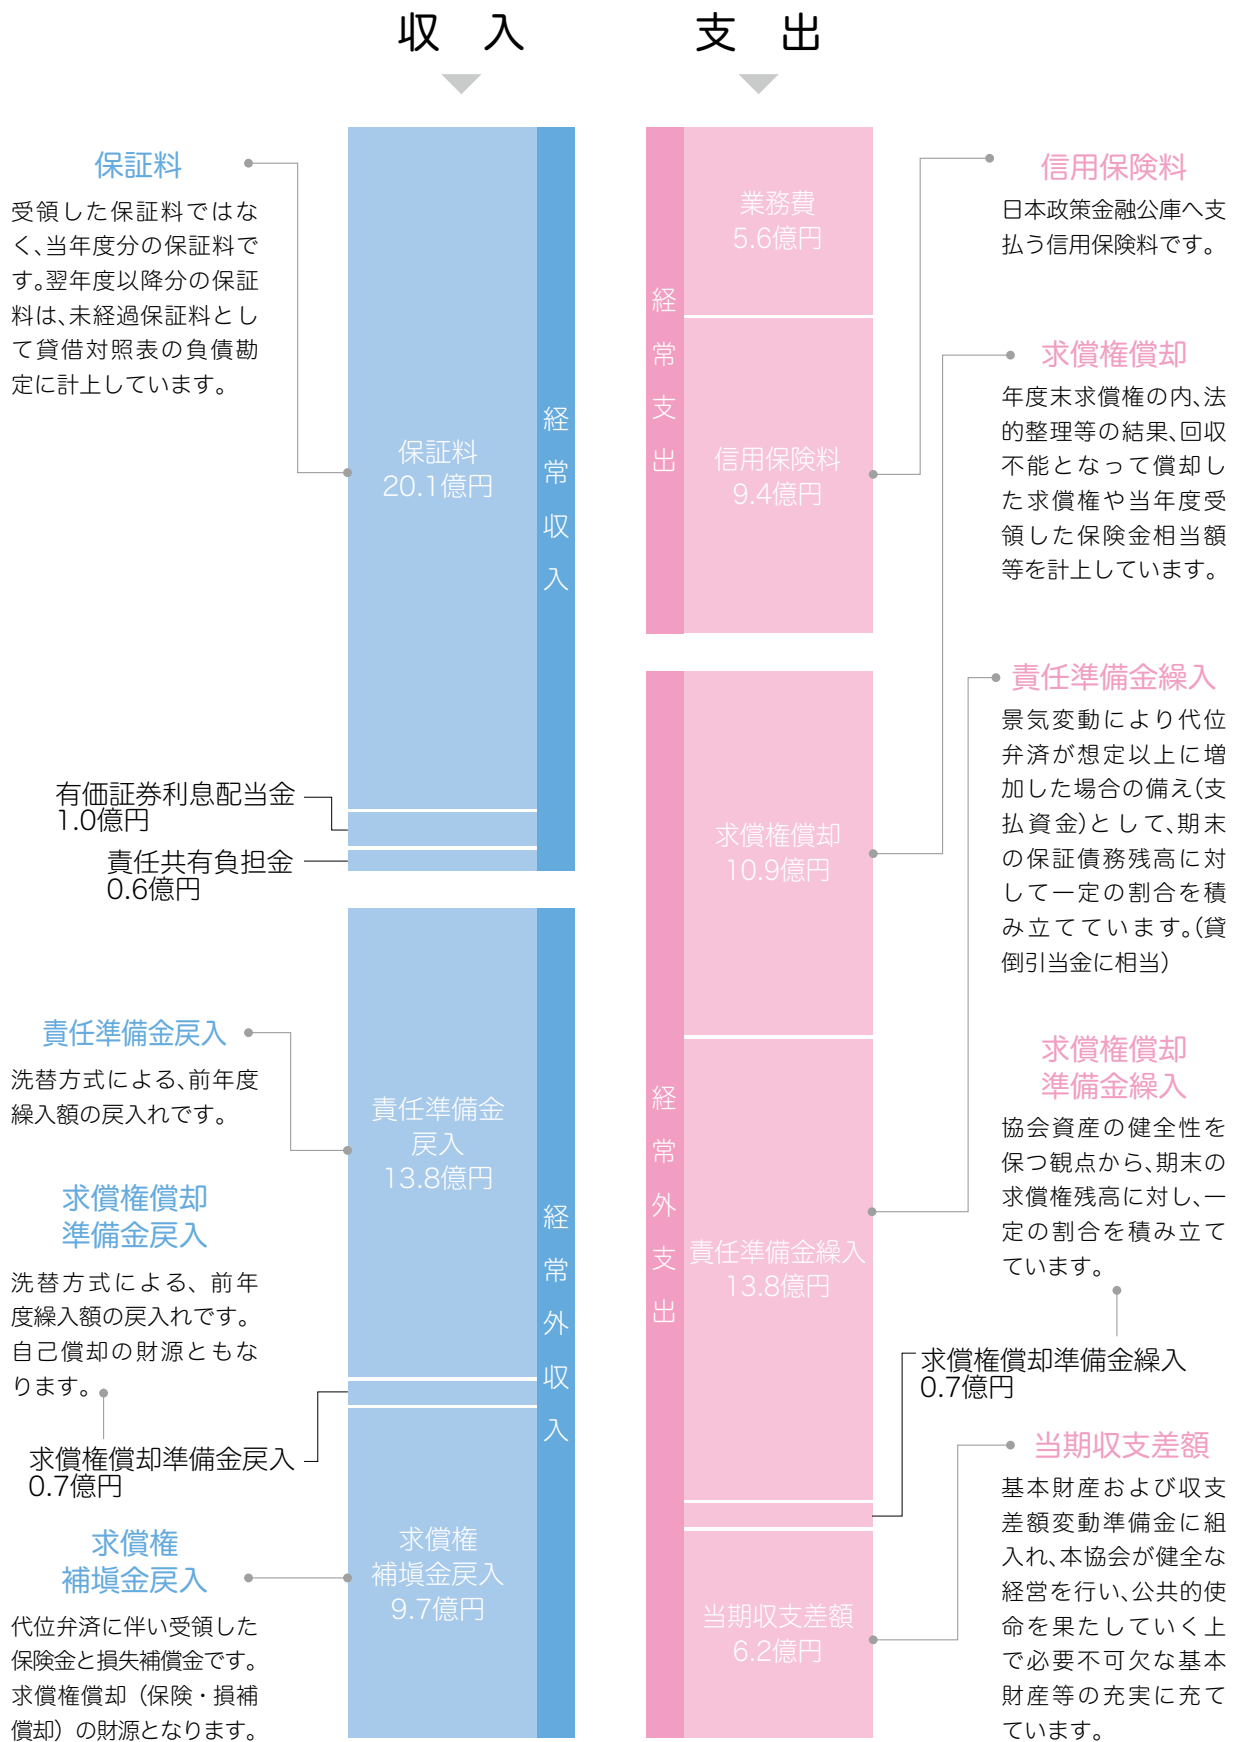 収 入
支 出
保証料
受領した保証料ではな
く、当年度分の保証料で
す。翌年度以降分の保証
料は、未経過保証料とし
て貸借対照表の負債勘
定に計上しています。
有価証券利息配当金
1.0億円
責任共有負担金
0.6億円
責任準備金戻入
洗替方式による、前年度
繰入額の戻入れです。
求償権償却
準備金戻入
洗替方式による、前年
度繰入額の戻入れです。
自己償却の財源ともな
ります。
求償権償却準備金戻入
0.7億円
求償権
補塡金戻入
代位弁済に伴い受領した
保険金と損失補償金です。
求償権償却（保険・損補
償却）の財源となります。
保証料
20.1億円
経常収入
責任準備金
戻入
13.8億円
求償権
補塡金戻入
9.7億円
経常外収入
経常支出
業務費
5.6億円
信用保険料
9.4億円
経常外支出
求償権償却
10.9億円
責任準備金繰入
13.8億円
当期収支差額
6.2億円
信用保険料
日本政策金融公庫へ支
払う信用保険料です。
求償権償却
年度末求償権の内、法
的整理等の結果、回収
不能となって償却し
た求償権や当年度受
領した保険金相当額
等を計上しています。
責任準備金繰入
景気変動により代位
弁済が想定以上に増
加した場合の備え(支
払資金)として、期末
の保証債務残高に対
して一定の割合を積
み立てています。(貸
倒引当金に相当)
求償権償却
準備金繰入
協会資産の健全性を
保つ観点から、期末の
求償権残高に対し、一
定の割合を積み立て
ています。
求償権償却準備金繰入
0.7億円
当期収支差額
基本財産および収支
差額変動準備金に組
入れ、本協会が健全な
経営を行い、公共的使
命を果たしていく上
で必要不可欠な基本
財産等の充実に充て
ています。